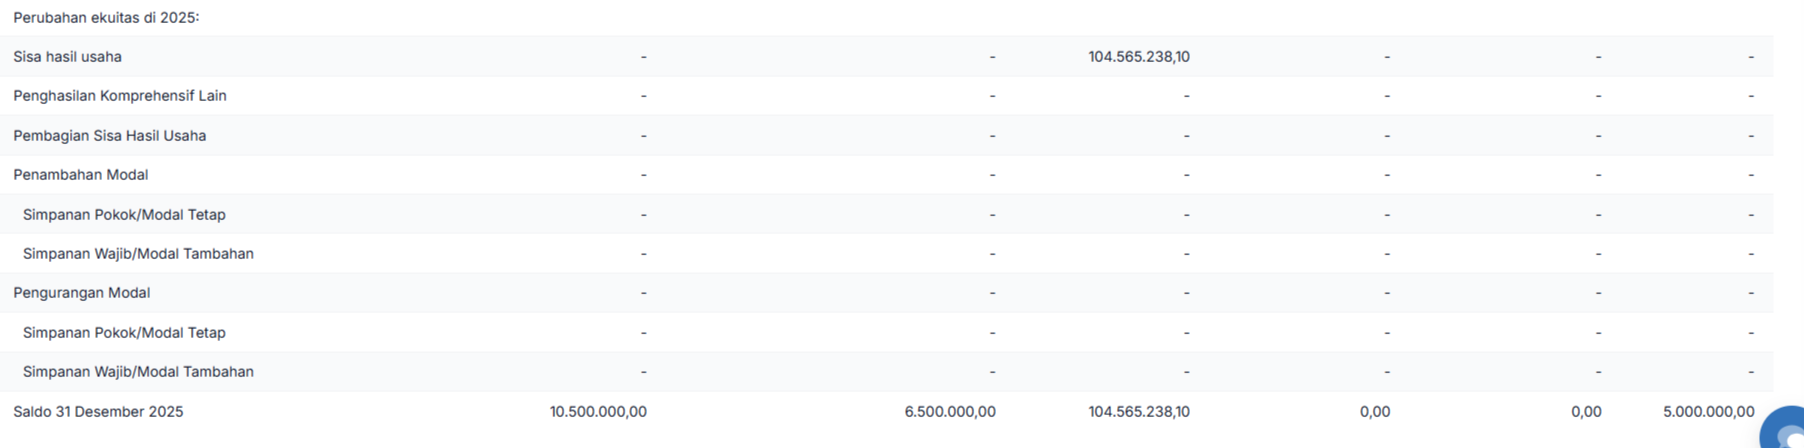 Perubahan ekuitas di 2025:
Sisa hasil usaha - - 104.565.238,10 - - -
Penghasilan Komprehensif Lain - - - - - -
Pembagian Sisa Hasil Usaha - - - - - -
Penambahan Modal - - - - - -
Simpanan Pokok/Modal Tetap - - - - - -
Simpanan Wajib/Modal Tambahan - - - - - -
Pengurangan Modal - - - - - -
Simpanan Pokok/Modal Tetap - - - - - -
Simpanan Wajib/Modal Tambahan - - - - - -
Saldo 31 Desember 2025 10.500.000,00 6.500.000,00 104.565.238,10 0,00 0,00 5.000.000,00